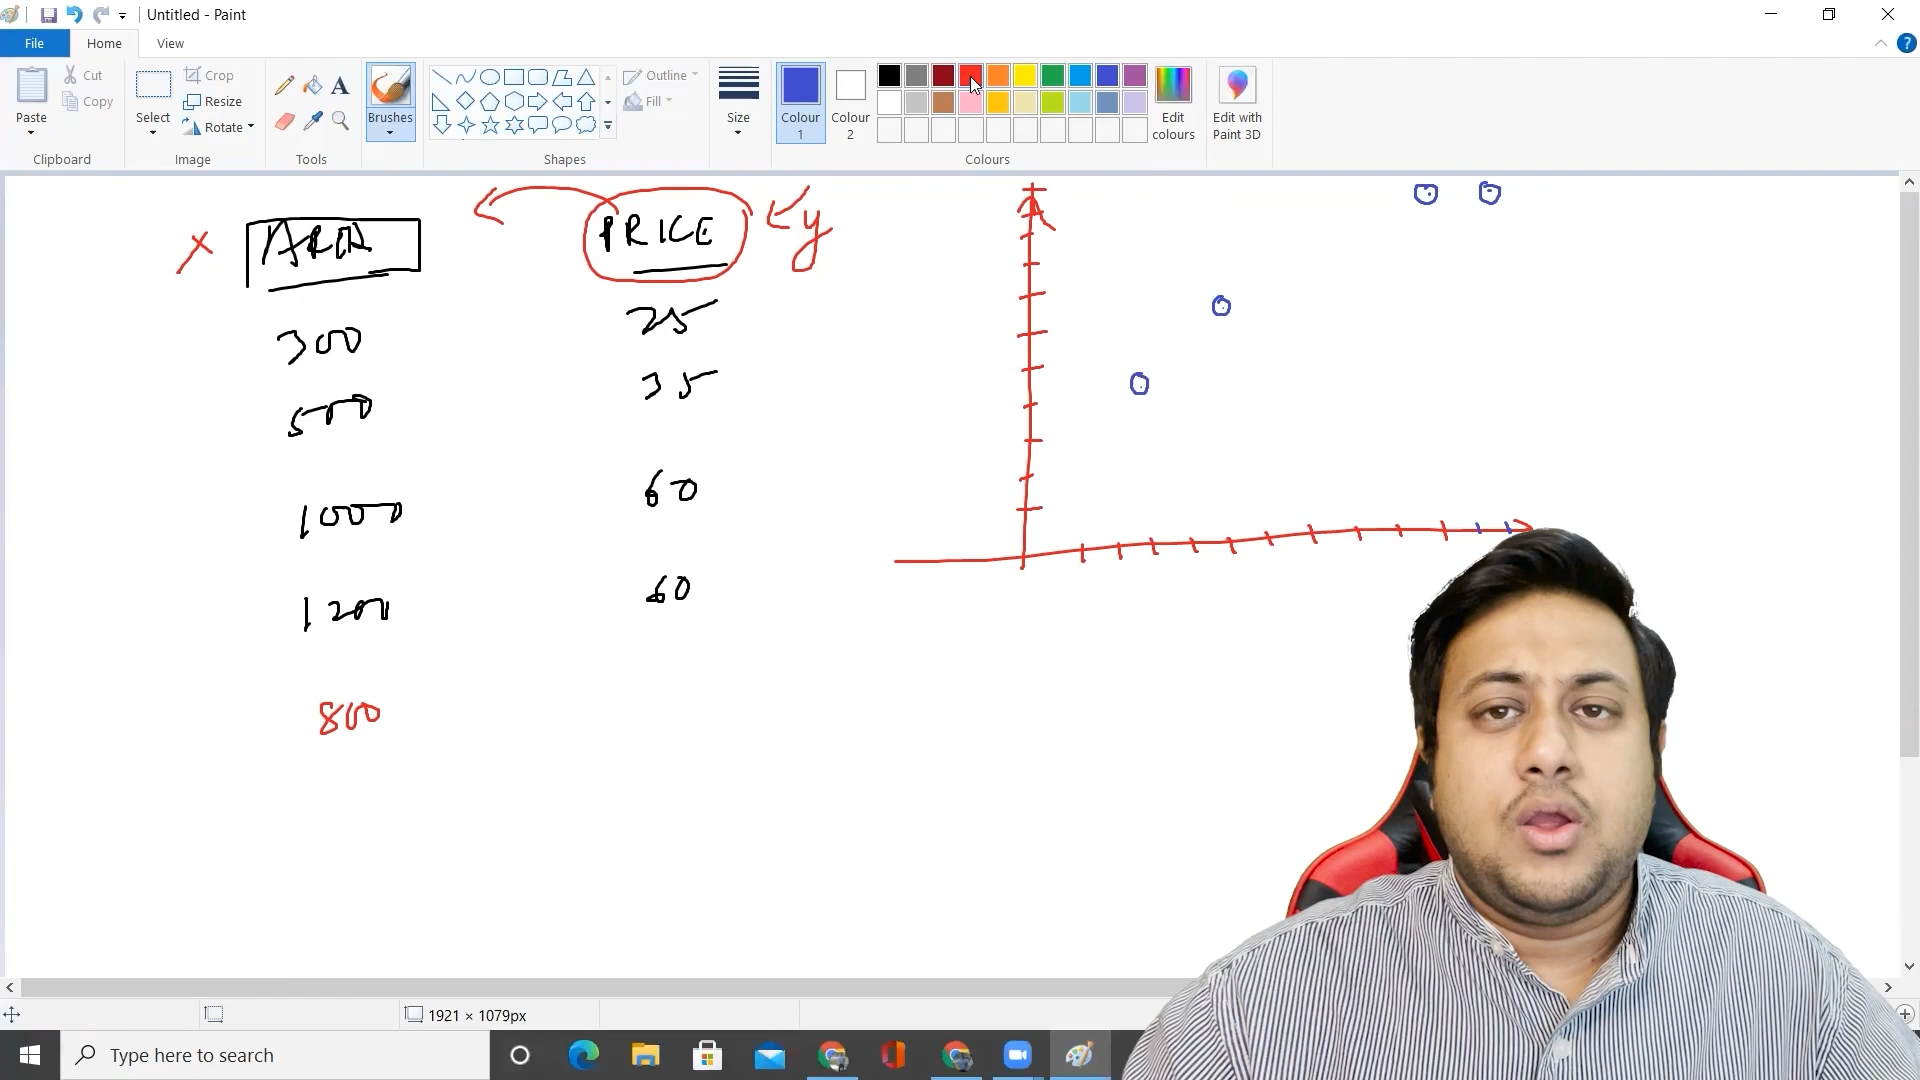 Untitled - Paint
File Home View
Cut
Copy
Paste
Clipboard
Select
Crop
Resize
Rotate
Image
Tools
Brushes
Shapes
Outline
Fill
Size
Colour 1
Colour 2
Colours
Edit colours
Edit with Paint 3D
x AREA PRICE y
300 25
500 35
1000 60
1200 60
800
1921 × 1079px
Type here to search